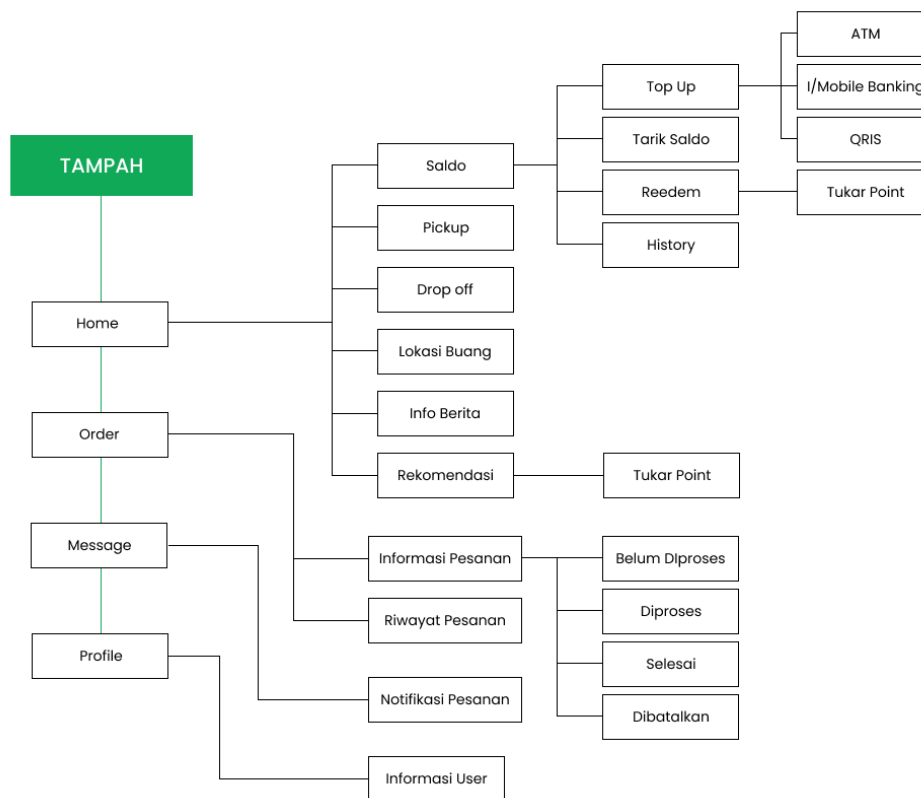 TAMPAH
Home
Saldo
Top Up
ATM
I/Mobile Banking
QRIS
Tarik Saldo
Reedem
Tukar Point
History
Pickup
Drop off
Lokasi Buang
Info Berita
Rekomendasi
Tukar Point
Order
Informasi Pesanan
Belum DIproses
Diproses
Selesai
Dibatalkan
Riwayat Pesanan
Message
Notifikasi Pesanan
Profile
Informasi User